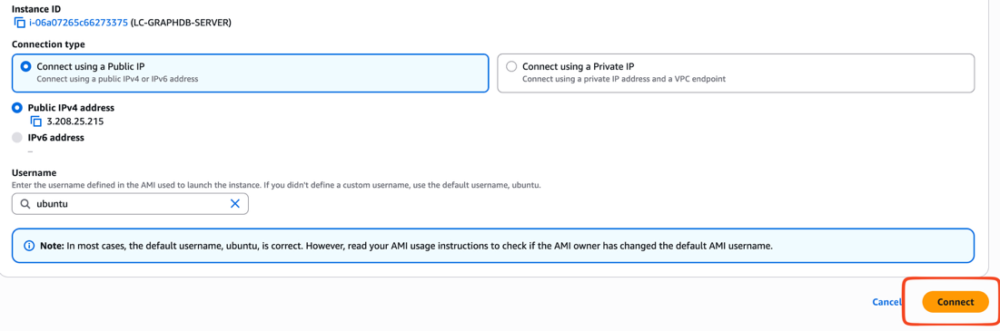 Instance ID
i-06a07265c66273375 (LC-GRAPHDB-SERVER)
Connection type
Connect using a Public IP
Connect using a public IPv4 or IPv6 address
Connect using a Private IP
Connect using a private IP address and a VPC endpoint
Public IPv4 address
3.208.25.215
IPv6 address
–
Username
Enter the username defined in the AMI used to launch the instance. If you didn't define a custom username, use the default username, ubuntu.
ubuntu
Note: In most cases, the default username, ubuntu, is correct. However, read your AMI usage instructions to check if the AMI owner has changed the default AMI username.
Cancel
Connect